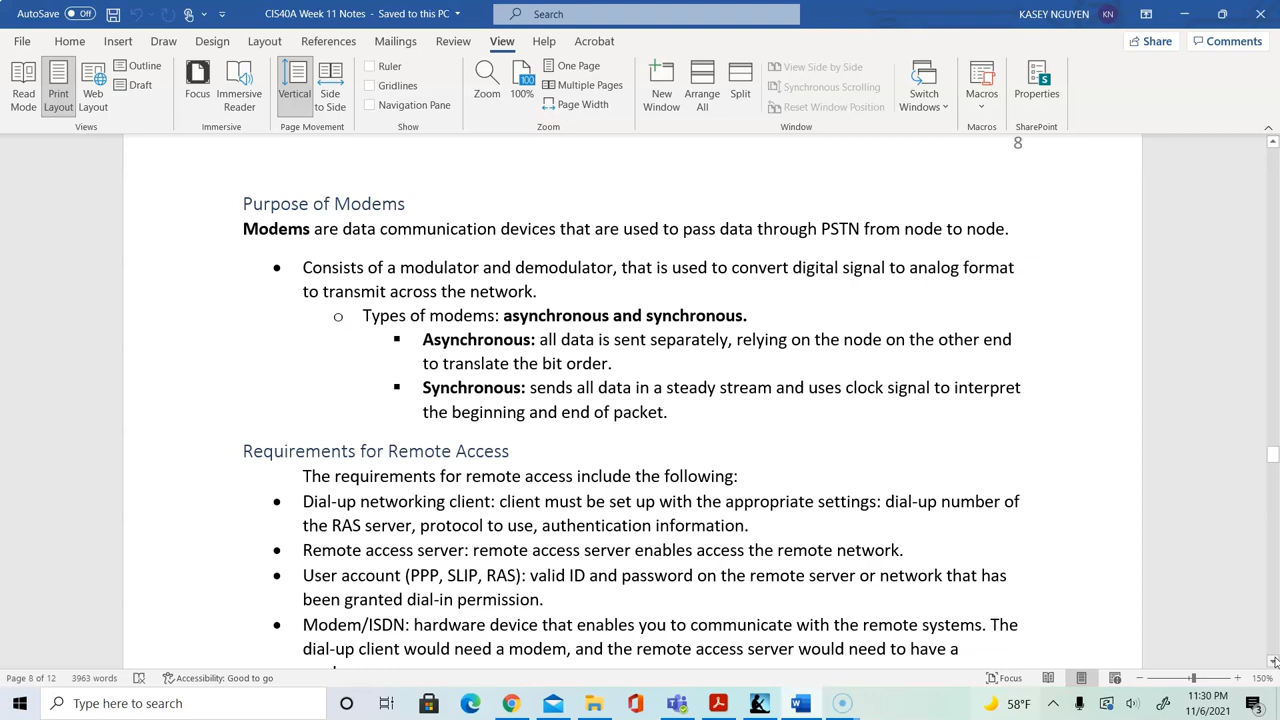 AutoSave Off CIS40A Week 11 Search KASEY NGUYEN KN
File Home Insert Draw Design Layout References Mailings Review View Help Acrobat Share Comments
Read Mode Print Layout Web Layout Outline Draft Focus Immersive Reader Vertical Side to Side Ruler Gridlines Navigation Pane Zoom 100 100% One Page Multiple Pages Page Width New Window Arrange All Split View Side by Side Synchronous Scrolling Reset Window Position Switch Windows Macros Properties
Views Immersive Page Movement Show Zoom Window Macros SharePoint
8
Purpose of Modems
Modems are data communication devices that are used to pass data through PSTN from node to node.
• Consists of a modulator and demodulator, that is used to convert digital signal to analog format
to transmit across the network.
o Types of modems: asynchronous and synchronous.
▪ Asynchronous: all data is sent separately, relying on the node on the other end
to translate the bit order.
▪ Synchronous: sends all data in a steady stream and uses clock signal to interpret
the beginning and end of packet.
Requirements for Remote Access
The requirements for remote access include the following:
• Dial-up networking client: client must be set up with the appropriate settings: dial-up number of
the RAS server, protocol to use, authentication information.
• Remote access server: remote access server enables access the remote network.
• User account (PPP, SLIP, RAS): valid ID and password on the remote server or network that has
been granted dial-in permission.
• Modem/ISDN: hardware device that enables you to communicate with the remote systems. The
dial-up client would need a modem, and the remote access server would need to have a
Page 8 of 12 3963 words Accessibility: Good to go Focus 150%
Type here to search 58°F 11:30 PM
11/6/2021 3